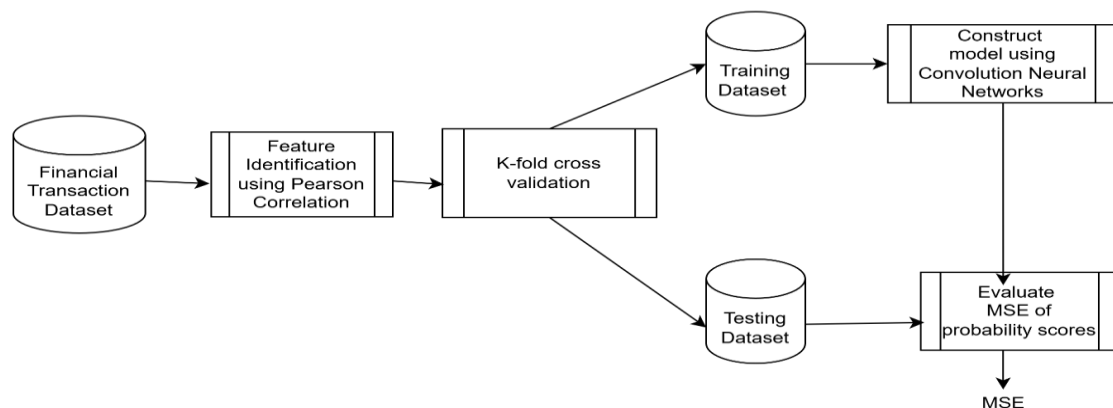 Financial
Transaction
Dataset
Feature
Identification
using Pearson
Correlation
K-fold cross
validation
Training
Dataset
Construct
model using
Convolution Neural
Networks
Testing
Dataset
Evaluate
MSE of
probability scores
MSE